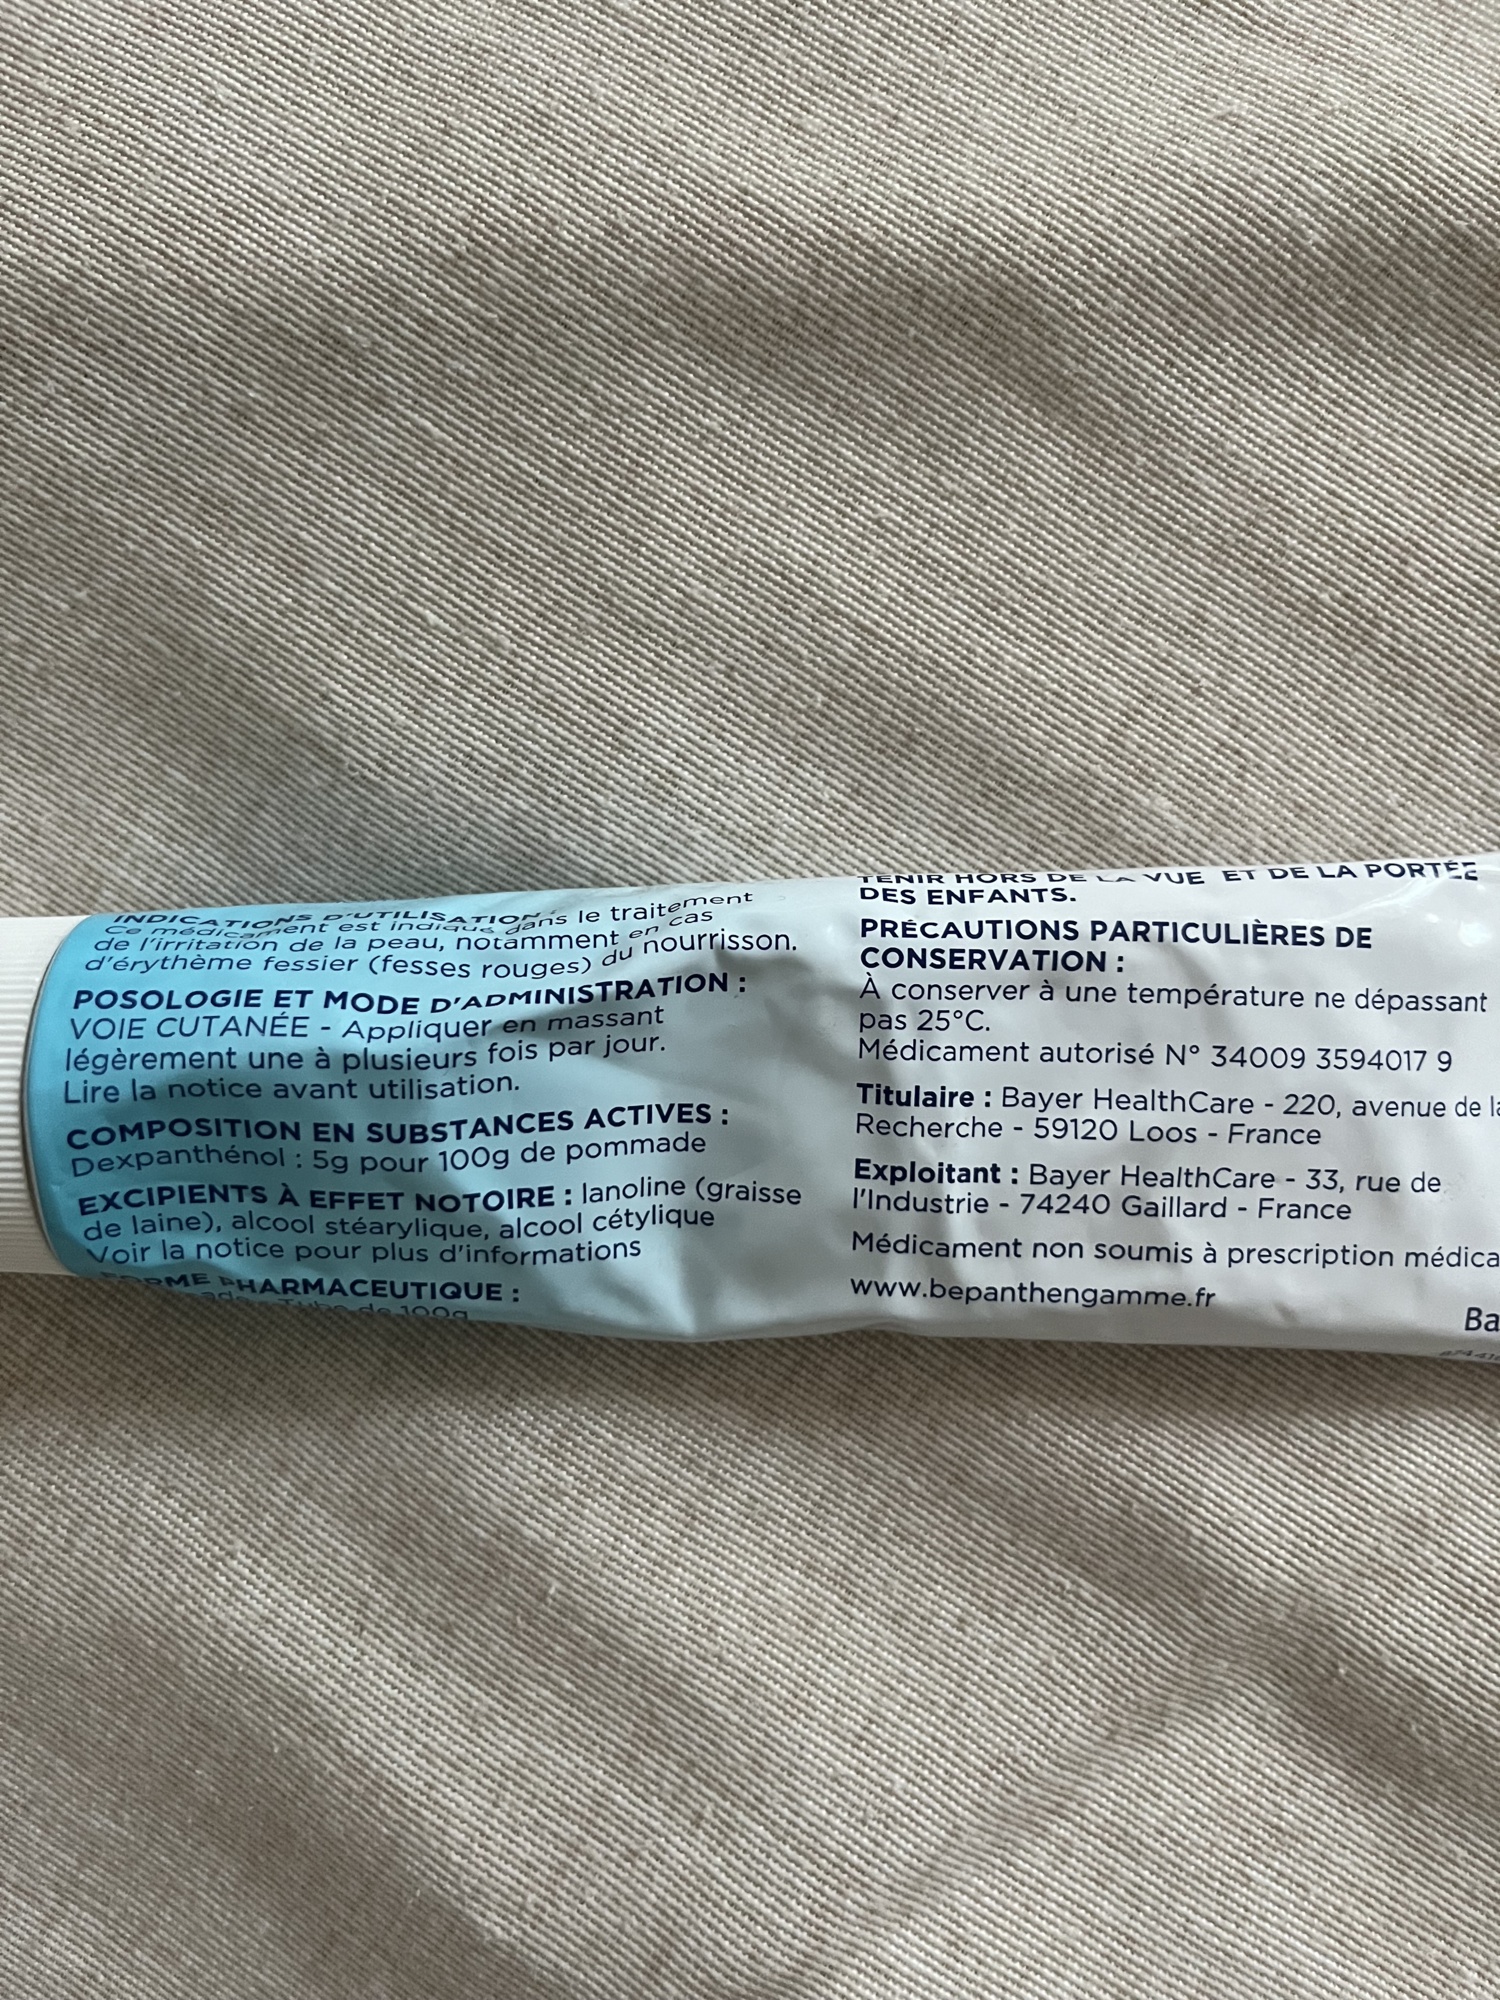 INDICATIONS D'UTILISATION :
Ce médicament est indiqué dans le traitement
de l'irritation de la peau, notamment en cas
d'érythème fessier (fesses rouges) du nourrisson.
POSOLOGIE ET MODE D'ADMINISTRATION :
VOIE CUTANÉE - Appliquer en massant
légèrement une à plusieurs fois par jour.
Lire la notice avant utilisation.
COMPOSITION EN SUBSTANCES ACTIVES :
Dexpanthénol : 5g pour 100g de pommade
EXCIPIENTS À EFFET NOTOIRE : lanoline (graisse
de laine), alcool stéarylique, alcool cétylique
Voir la notice pour plus d'informations
FORME PHARMACEUTIQUE :
Tube de 100g
TENIR HORS DE LA VUE ET DE LA PORTÉE
DES ENFANTS.
PRÉCAUTIONS PARTICULIÈRES DE
CONSERVATION :
À conserver à une température ne dépassant
pas 25°C.
Médicament autorisé N° 34009 3594017 9
Titulaire : Bayer HealthCare - 220, avenue de la
Recherche - 59120 Loos - France
Exploitant : Bayer HealthCare - 33, rue de
l'Industrie - 74240 Gaillard - France
Médicament non soumis à prescription médica
www.bepanthengamme.fr
Ba